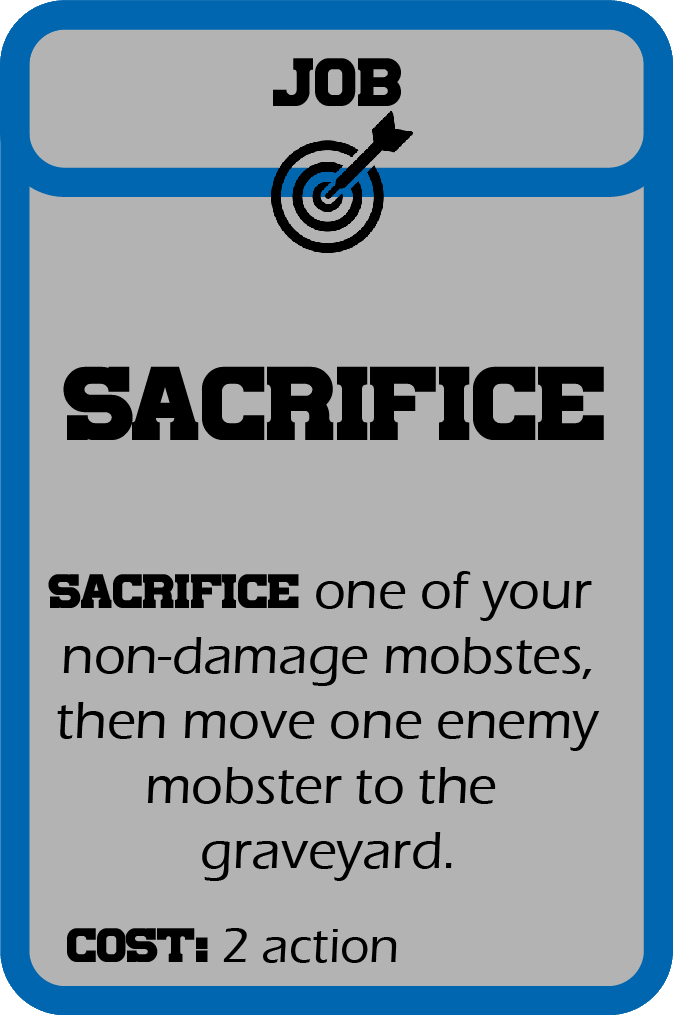 JOB
SACRIFICE
SACRIFICE one of your
non-damage mobstes,
then move one enemy
mobster to the
graveyard.
COST: 2 action